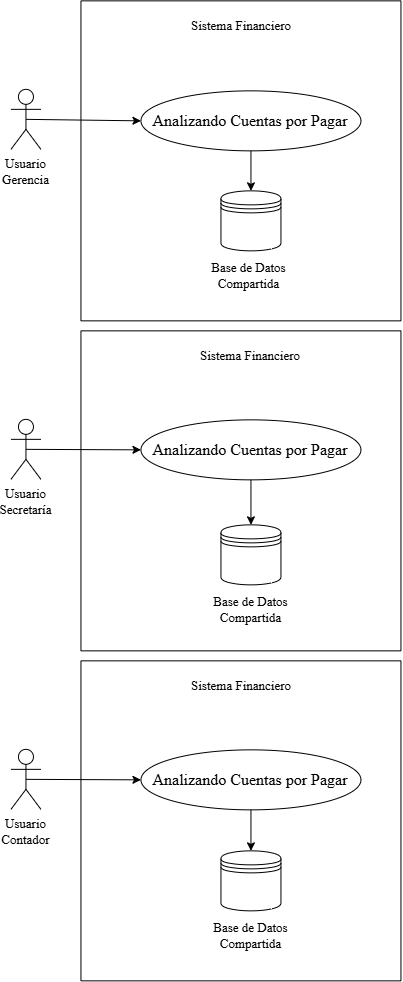 Sistema Financiero
Analizando Cuentas por Pagar
Usuario
Gerencia
Base de Datos
Compartida
Sistema Financiero
Analizando Cuentas por Pagar
Usuario
Secretaría
Base de Datos
Compartida
Sistema Financiero
Analizando Cuentas por Pagar
Usuario
Contador
Base de Datos
Compartida